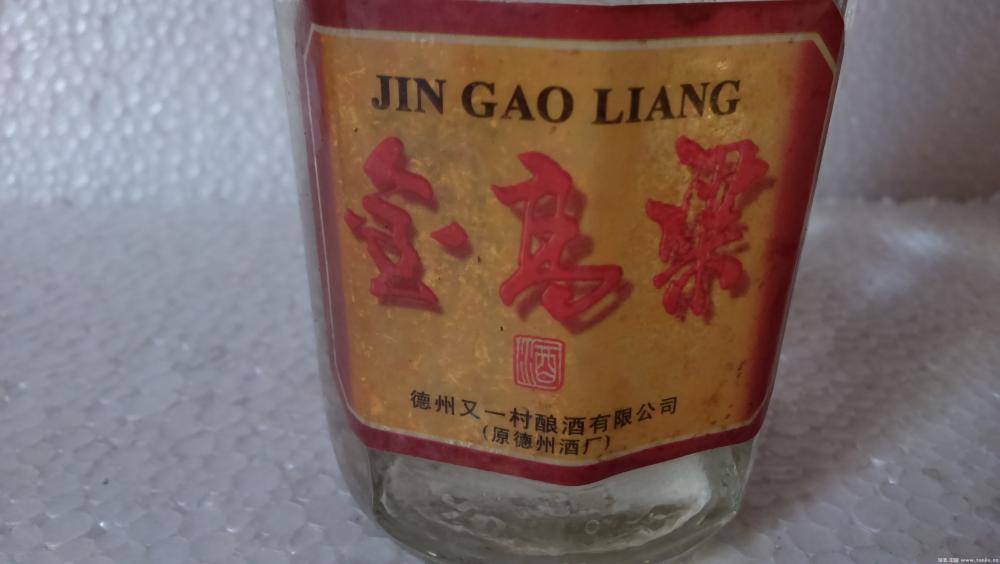 JIN GAO LIANG
金高粱
酒
德州又一村酿酒有限公司
(原德州酒厂)